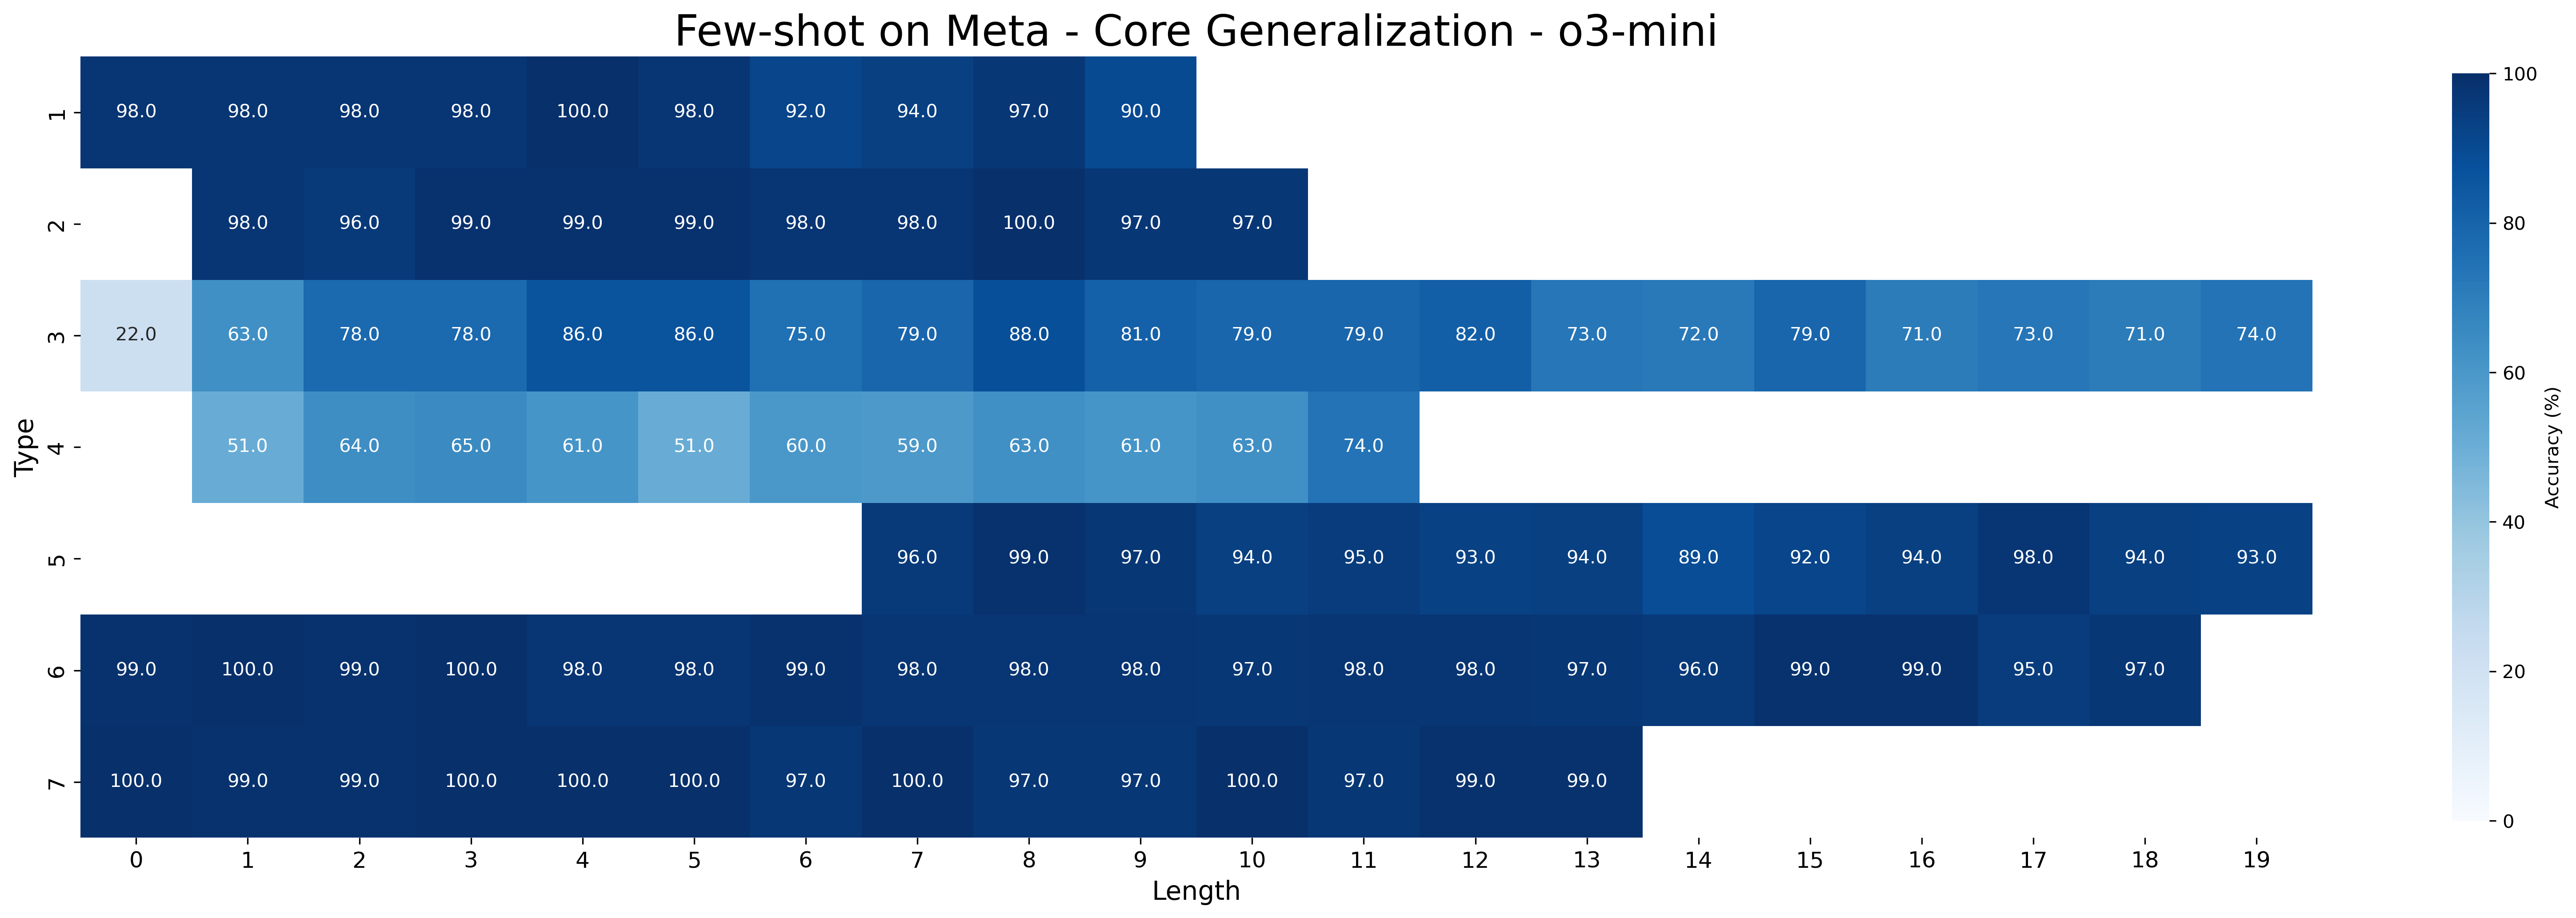 Few-shot on Meta - Core Generalization - o3-mini
1 98.0 98.0 98.0 98.0 100.0 98.0 92.0 94.0 97.0 90.0
2 98.0 96.0 99.0 99.0 99.0 98.0 98.0 100.0 97.0 97.0
3 22.0 63.0 78.0 78.0 86.0 86.0 75.0 79.0 88.0 81.0 79.0 79.0 82.0 73.0 72.0 79.0 71.0 73.0 71.0 74.0
4 51.0 64.0 65.0 61.0 51.0 60.0 59.0 63.0 61.0 63.0 74.0
5 96.0 99.0 97.0 94.0 95.0 93.0 94.0 89.0 92.0 94.0 98.0 94.0 93.0
6 99.0 100.0 99.0 100.0 98.0 98.0 99.0 98.0 98.0 98.0 97.0 98.0 98.0 97.0 96.0 99.0 99.0 95.0 97.0
7 100.0 99.0 99.0 100.0 100.0 100.0 97.0 100.0 97.0 97.0 100.0 97.0 99.0 99.0
0 1 2 3 4 5 6 7 8 9 10 11 12 13 14 15 16 17 18 19
Length
Type
100
80
60
40
20
0
Accuracy (%)